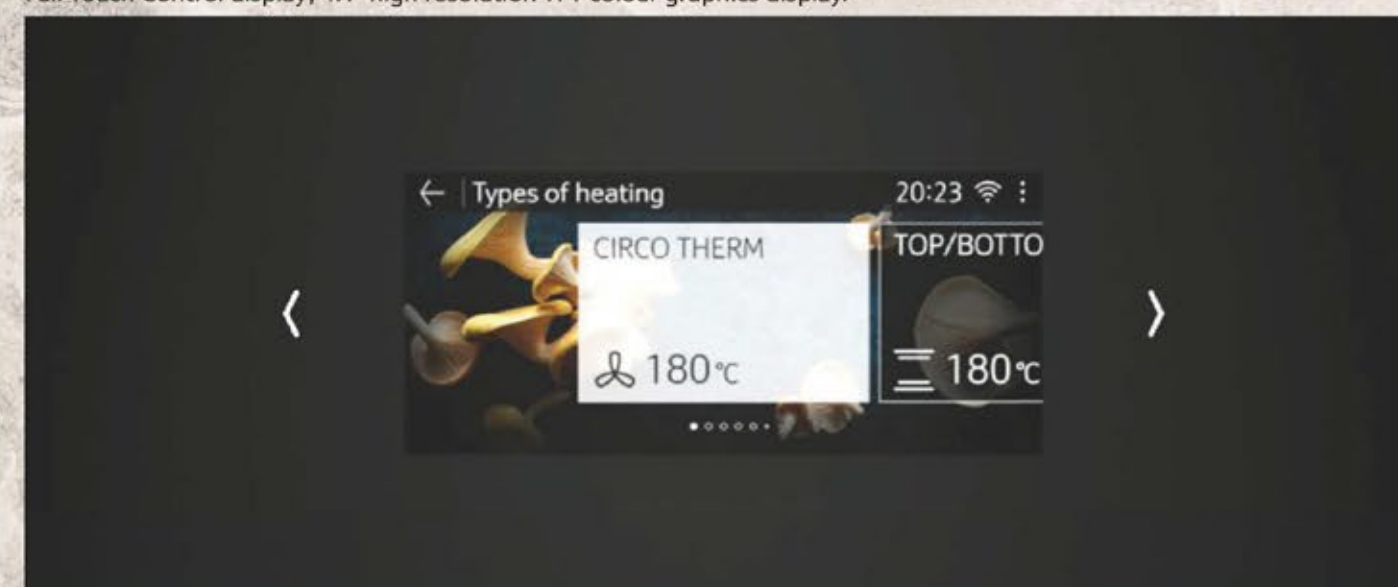 ← Types of heating 20:23
CIRCO THERM
TOP/BOTTO
180°C
180°C